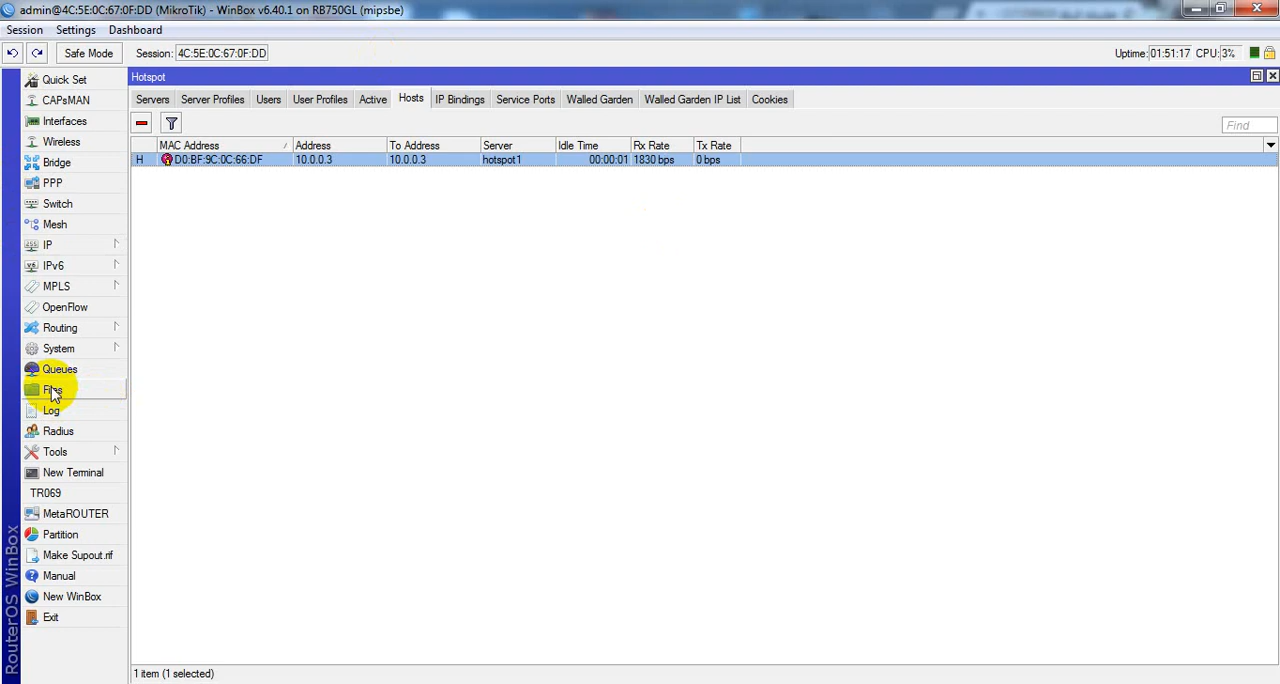 admin@4C:5E:0C:67:0F:DD (MikroTik) - WinBox v6.40.1 on RB750GL (mipsbe)
Session Settings Dashboard
Safe Mode Session: 4C:5E:0C:67:0F:DD Uptime: 01:51:17 CPU: 3%
Hotspot
Servers Server Profiles Users User Profiles Active Hosts IP Bindings Service Ports Walled Garden Walled Garden IP List Cookies
Find
MAC Address Address To Address Server Idle Time Rx Rate Tx Rate
H D0:BF:9C:0C:66:DF 10.0.0.3 10.0.0.3 hotspot1 00:00:01 1830 bps 0 bps
Quick Set
CAPsMAN
Interfaces
Wireless
Bridge
PPP
Switch
Mesh
IP
IPv6
MPLS
OpenFlow
Routing
System
Queues
Files
Log
Radius
Tools
New Terminal
TR069
MetaROUTER
Partition
Make Supout.rif
Manual
New WinBox
Exit
RouterOS WinBox
1 item (1 selected)